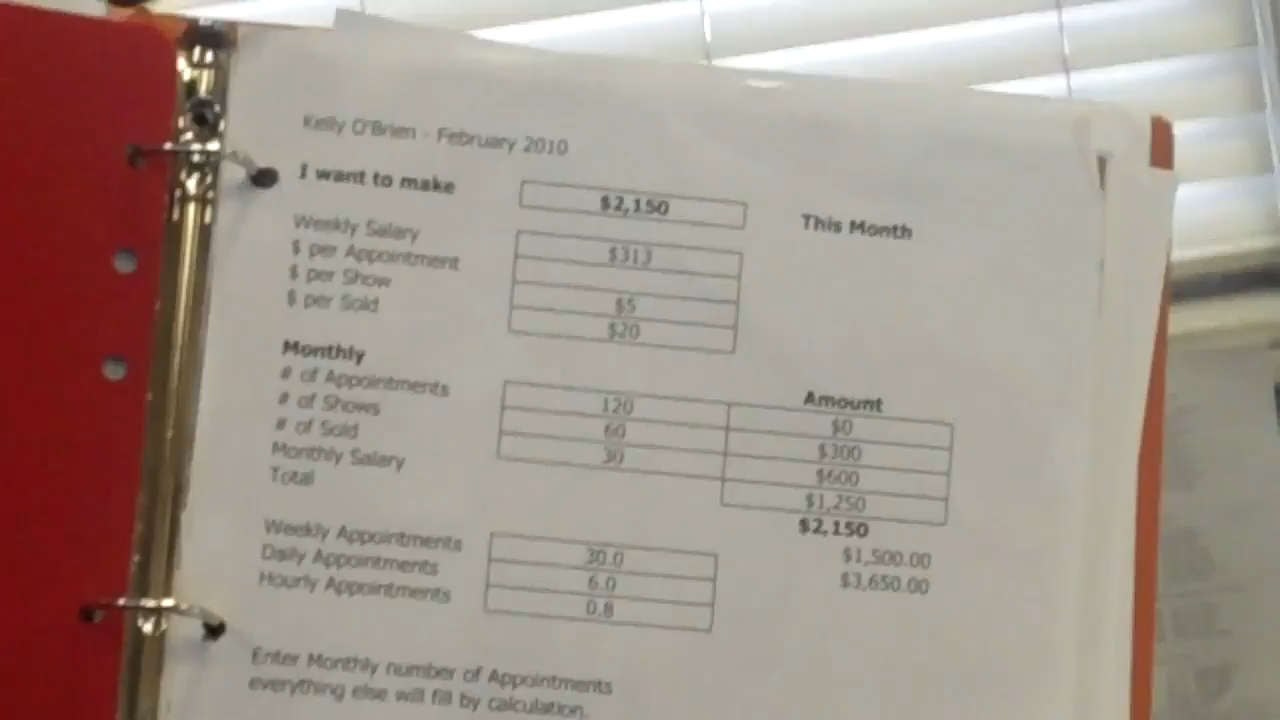 Kelly O'Brien - February 2010
I want to make $2,150 This Month
Weekly Salary $313
$ per Appointment
$ per Show $5
$ per Sold $20
Monthly Amount
# of Appointments 120 $0
# of Shows 60 $300
# of Sold 30 $600
Monthly Salary $1,250
Total $2,150
$1,500.00
$3,650.00
Weekly Appointments 30.0
Daily Appointments 6.0
Hourly Appointments 0.8
Enter Monthly number of Appointments
everything else will fill by calculation.